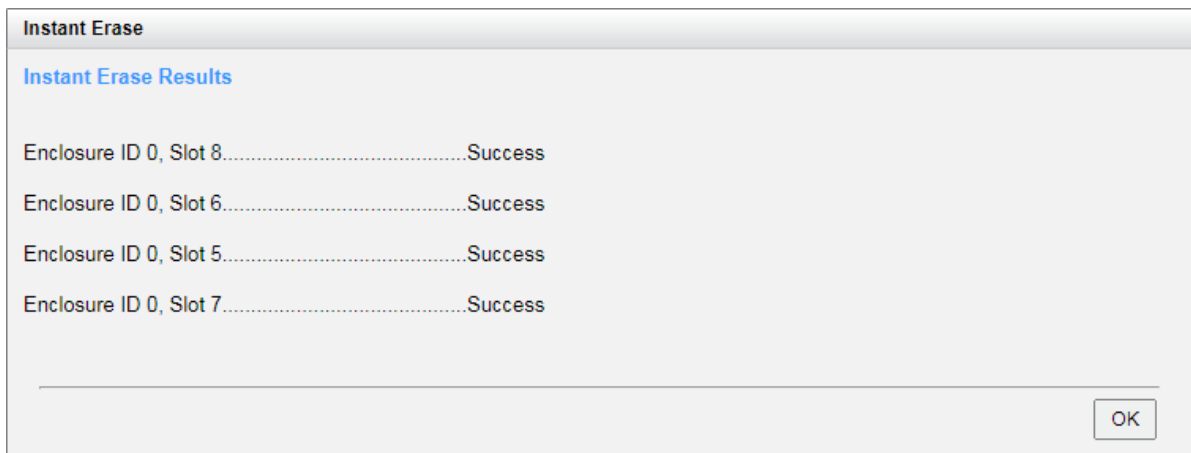 Instant Erase
Instant Erase Results
Enclosure ID 0, Slot 8...........................................Success
Enclosure ID 0, Slot 6...........................................Success
Enclosure ID 0, Slot 5...........................................Success
Enclosure ID 0, Slot 7...........................................Success
OK